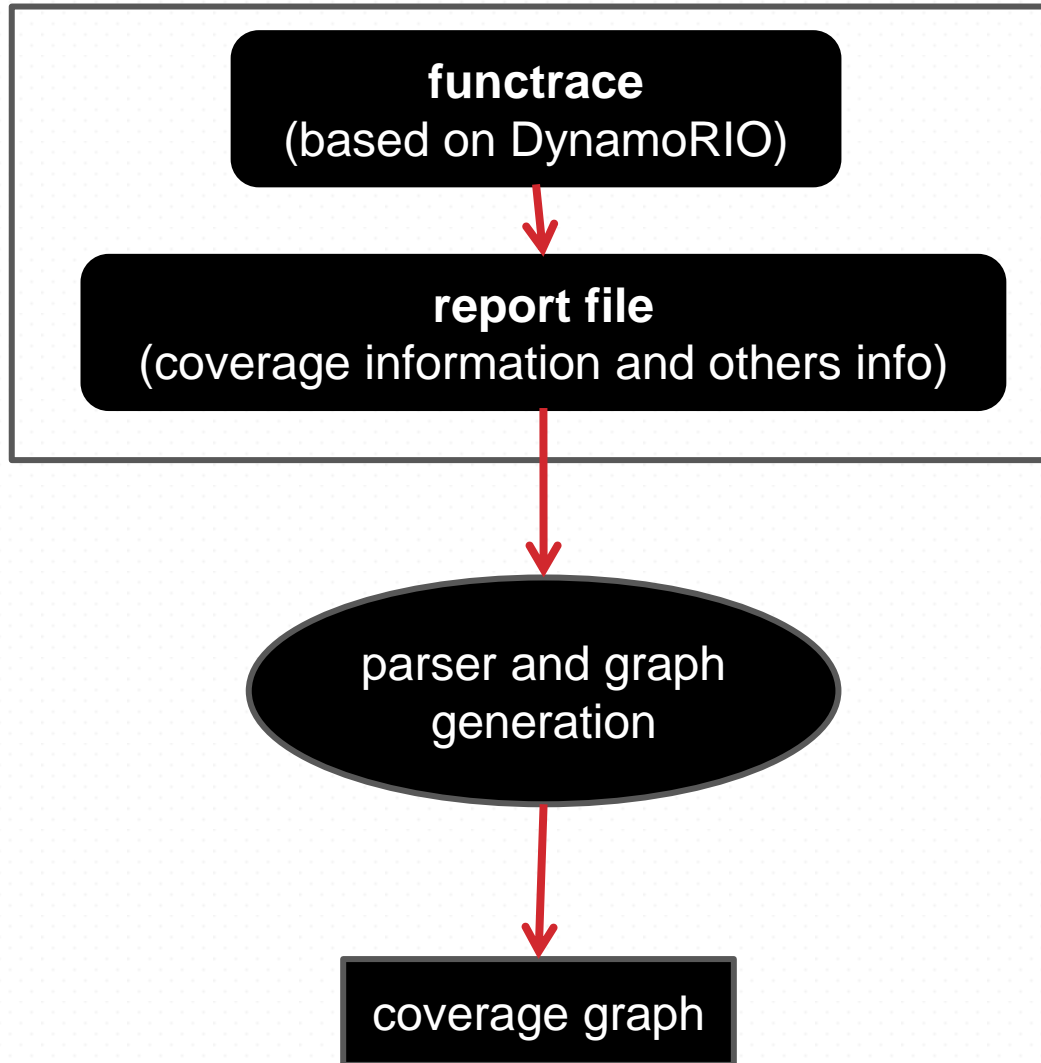 functrace
(based on DynamoRIO)
report file
(coverage information and others info)
parser and graph
generation
coverage graph